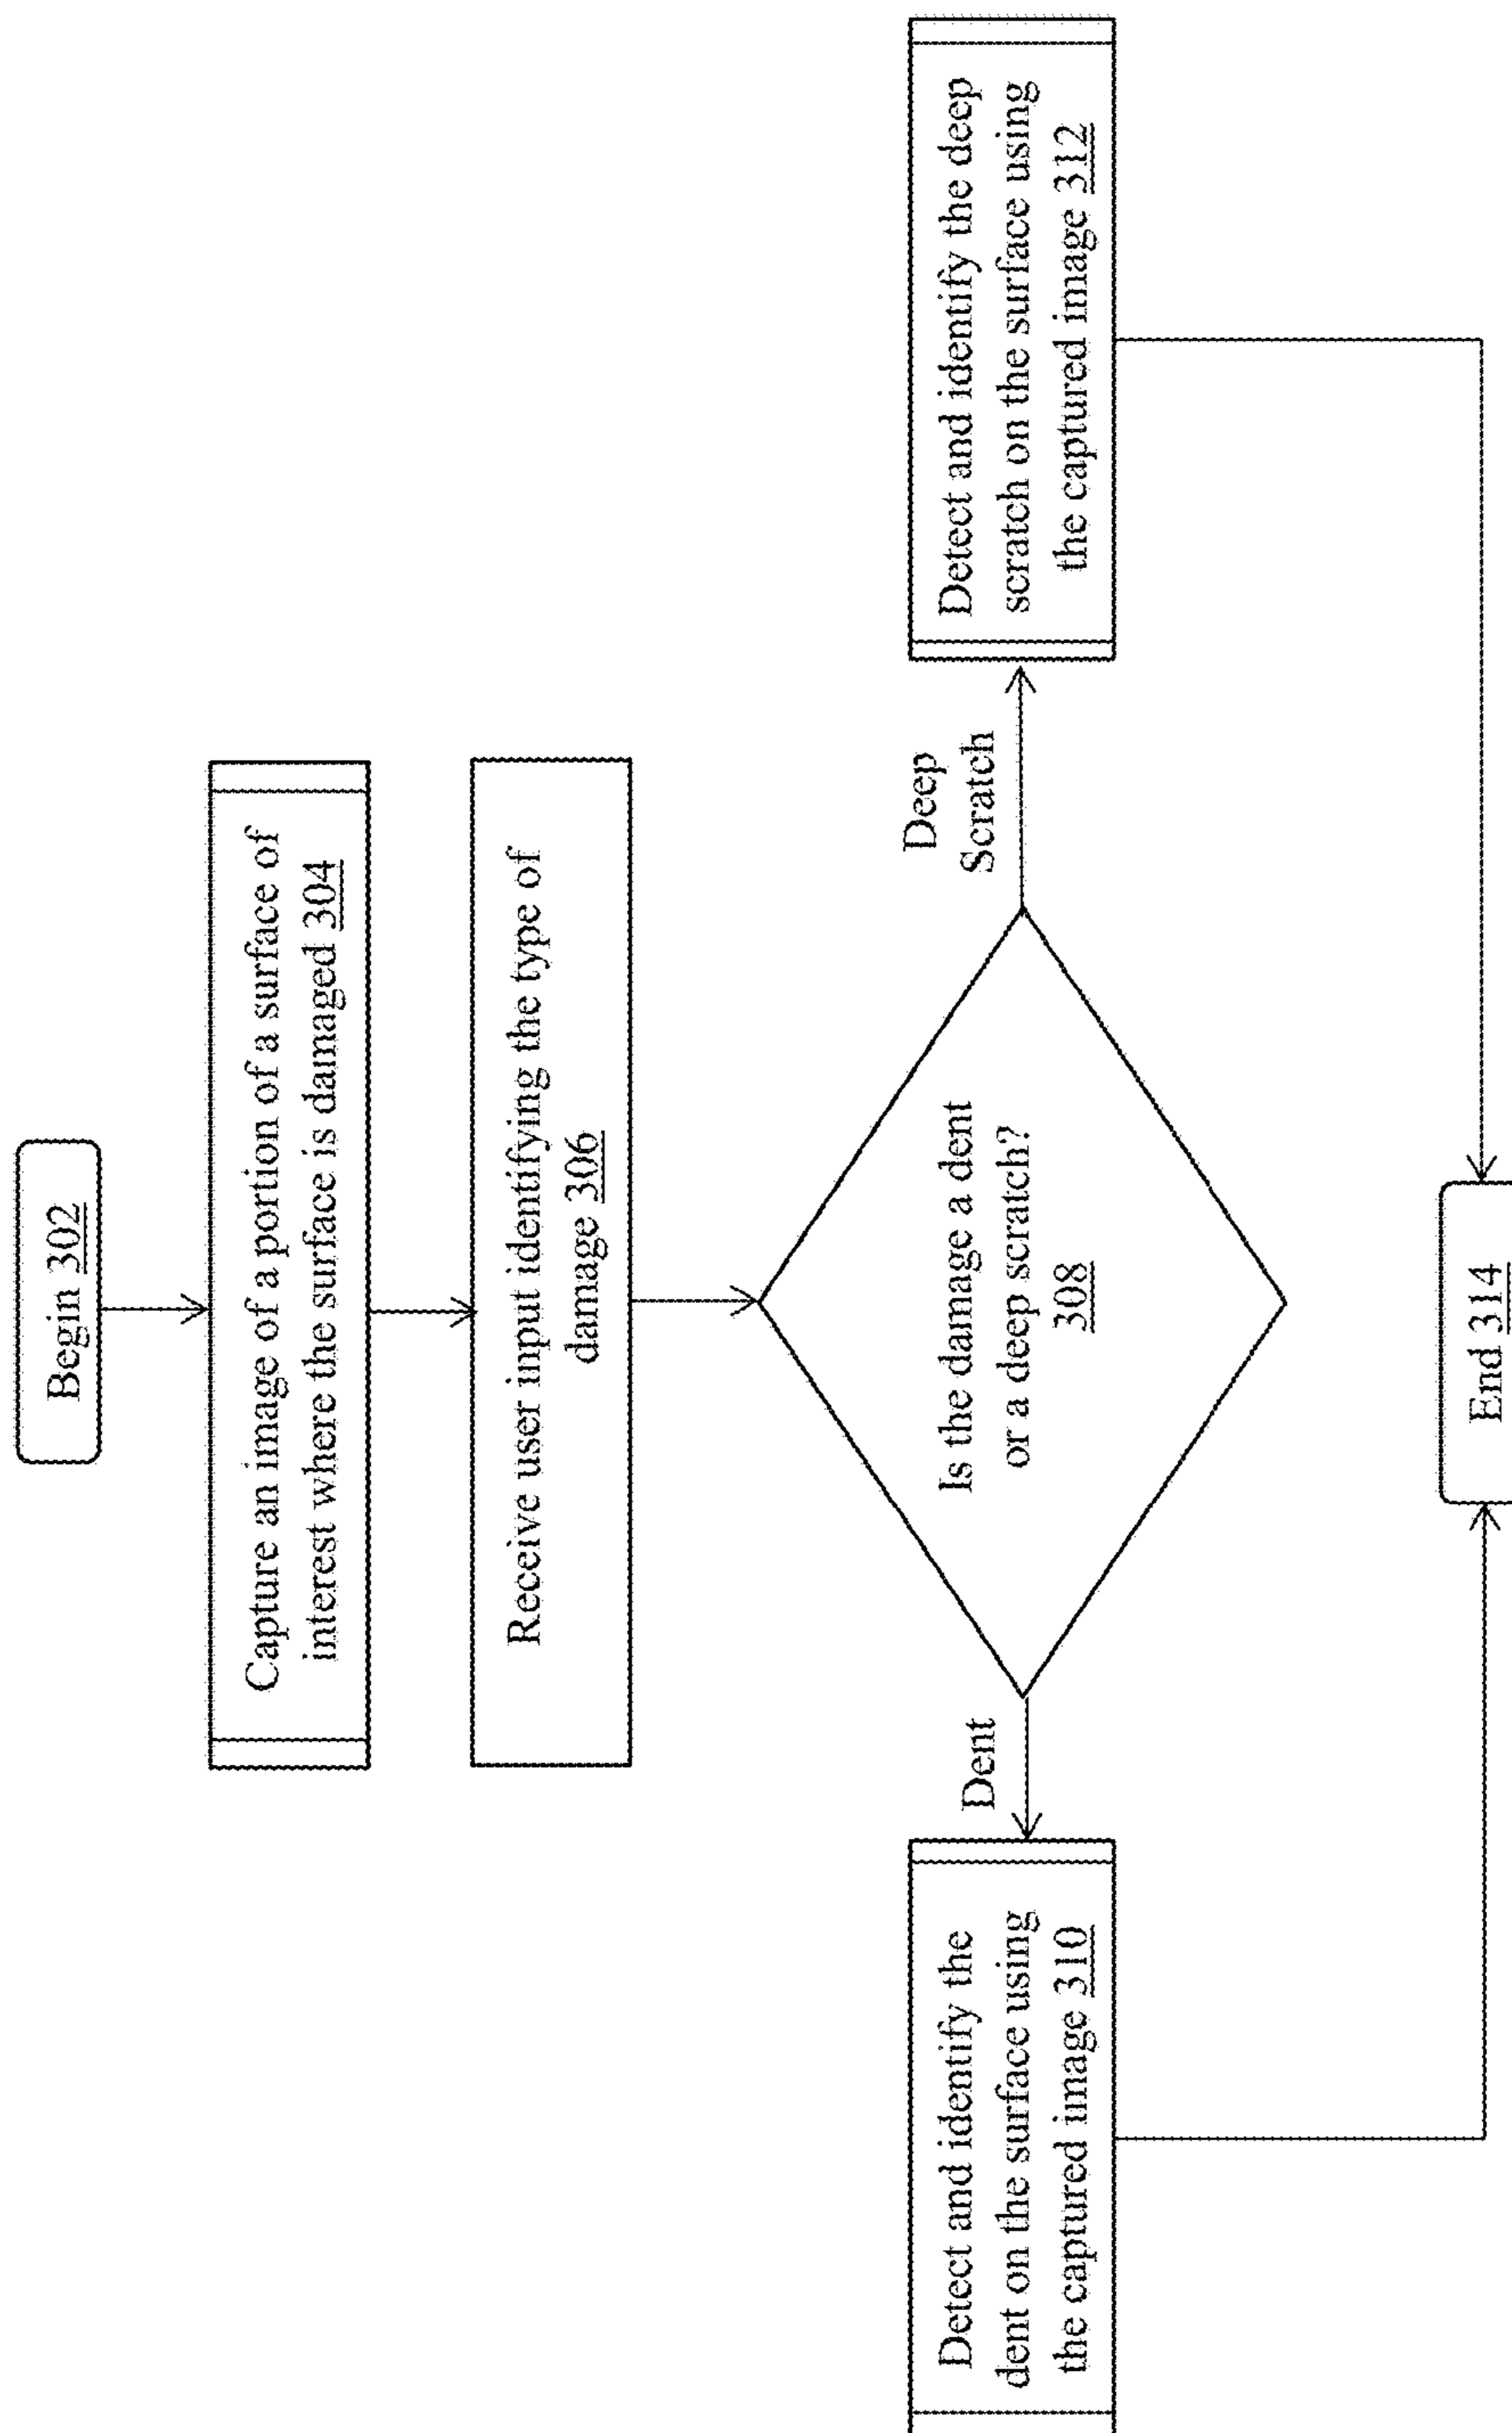 Begin 302
Capture an image of a portion of a surface of
interest where the surface is damaged 304
Receive user input identifying the type of
damage 306
Is the damage a dent
or a deep scratch?
308
Dent
Deep
Scratch
Detect and identify the
dent on the surface using
the captured image 310
Detect and identify the deep
scratch on the surface using
the captured image 312
End 314